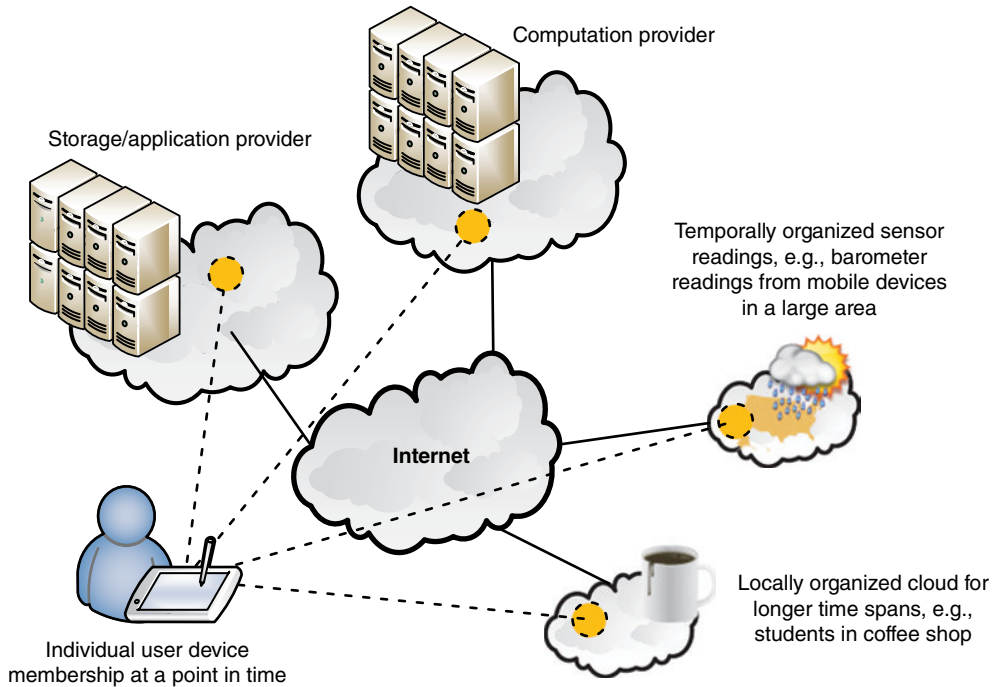 Computation provider
Storage/application provider
Temporally organized sensor
readings, e.g., barometer
readings from mobile devices
in a large area
Internet
Locally organized cloud for
longer time spans, e.g.,
students in coffee shop
Individual user device
membership at a point in time